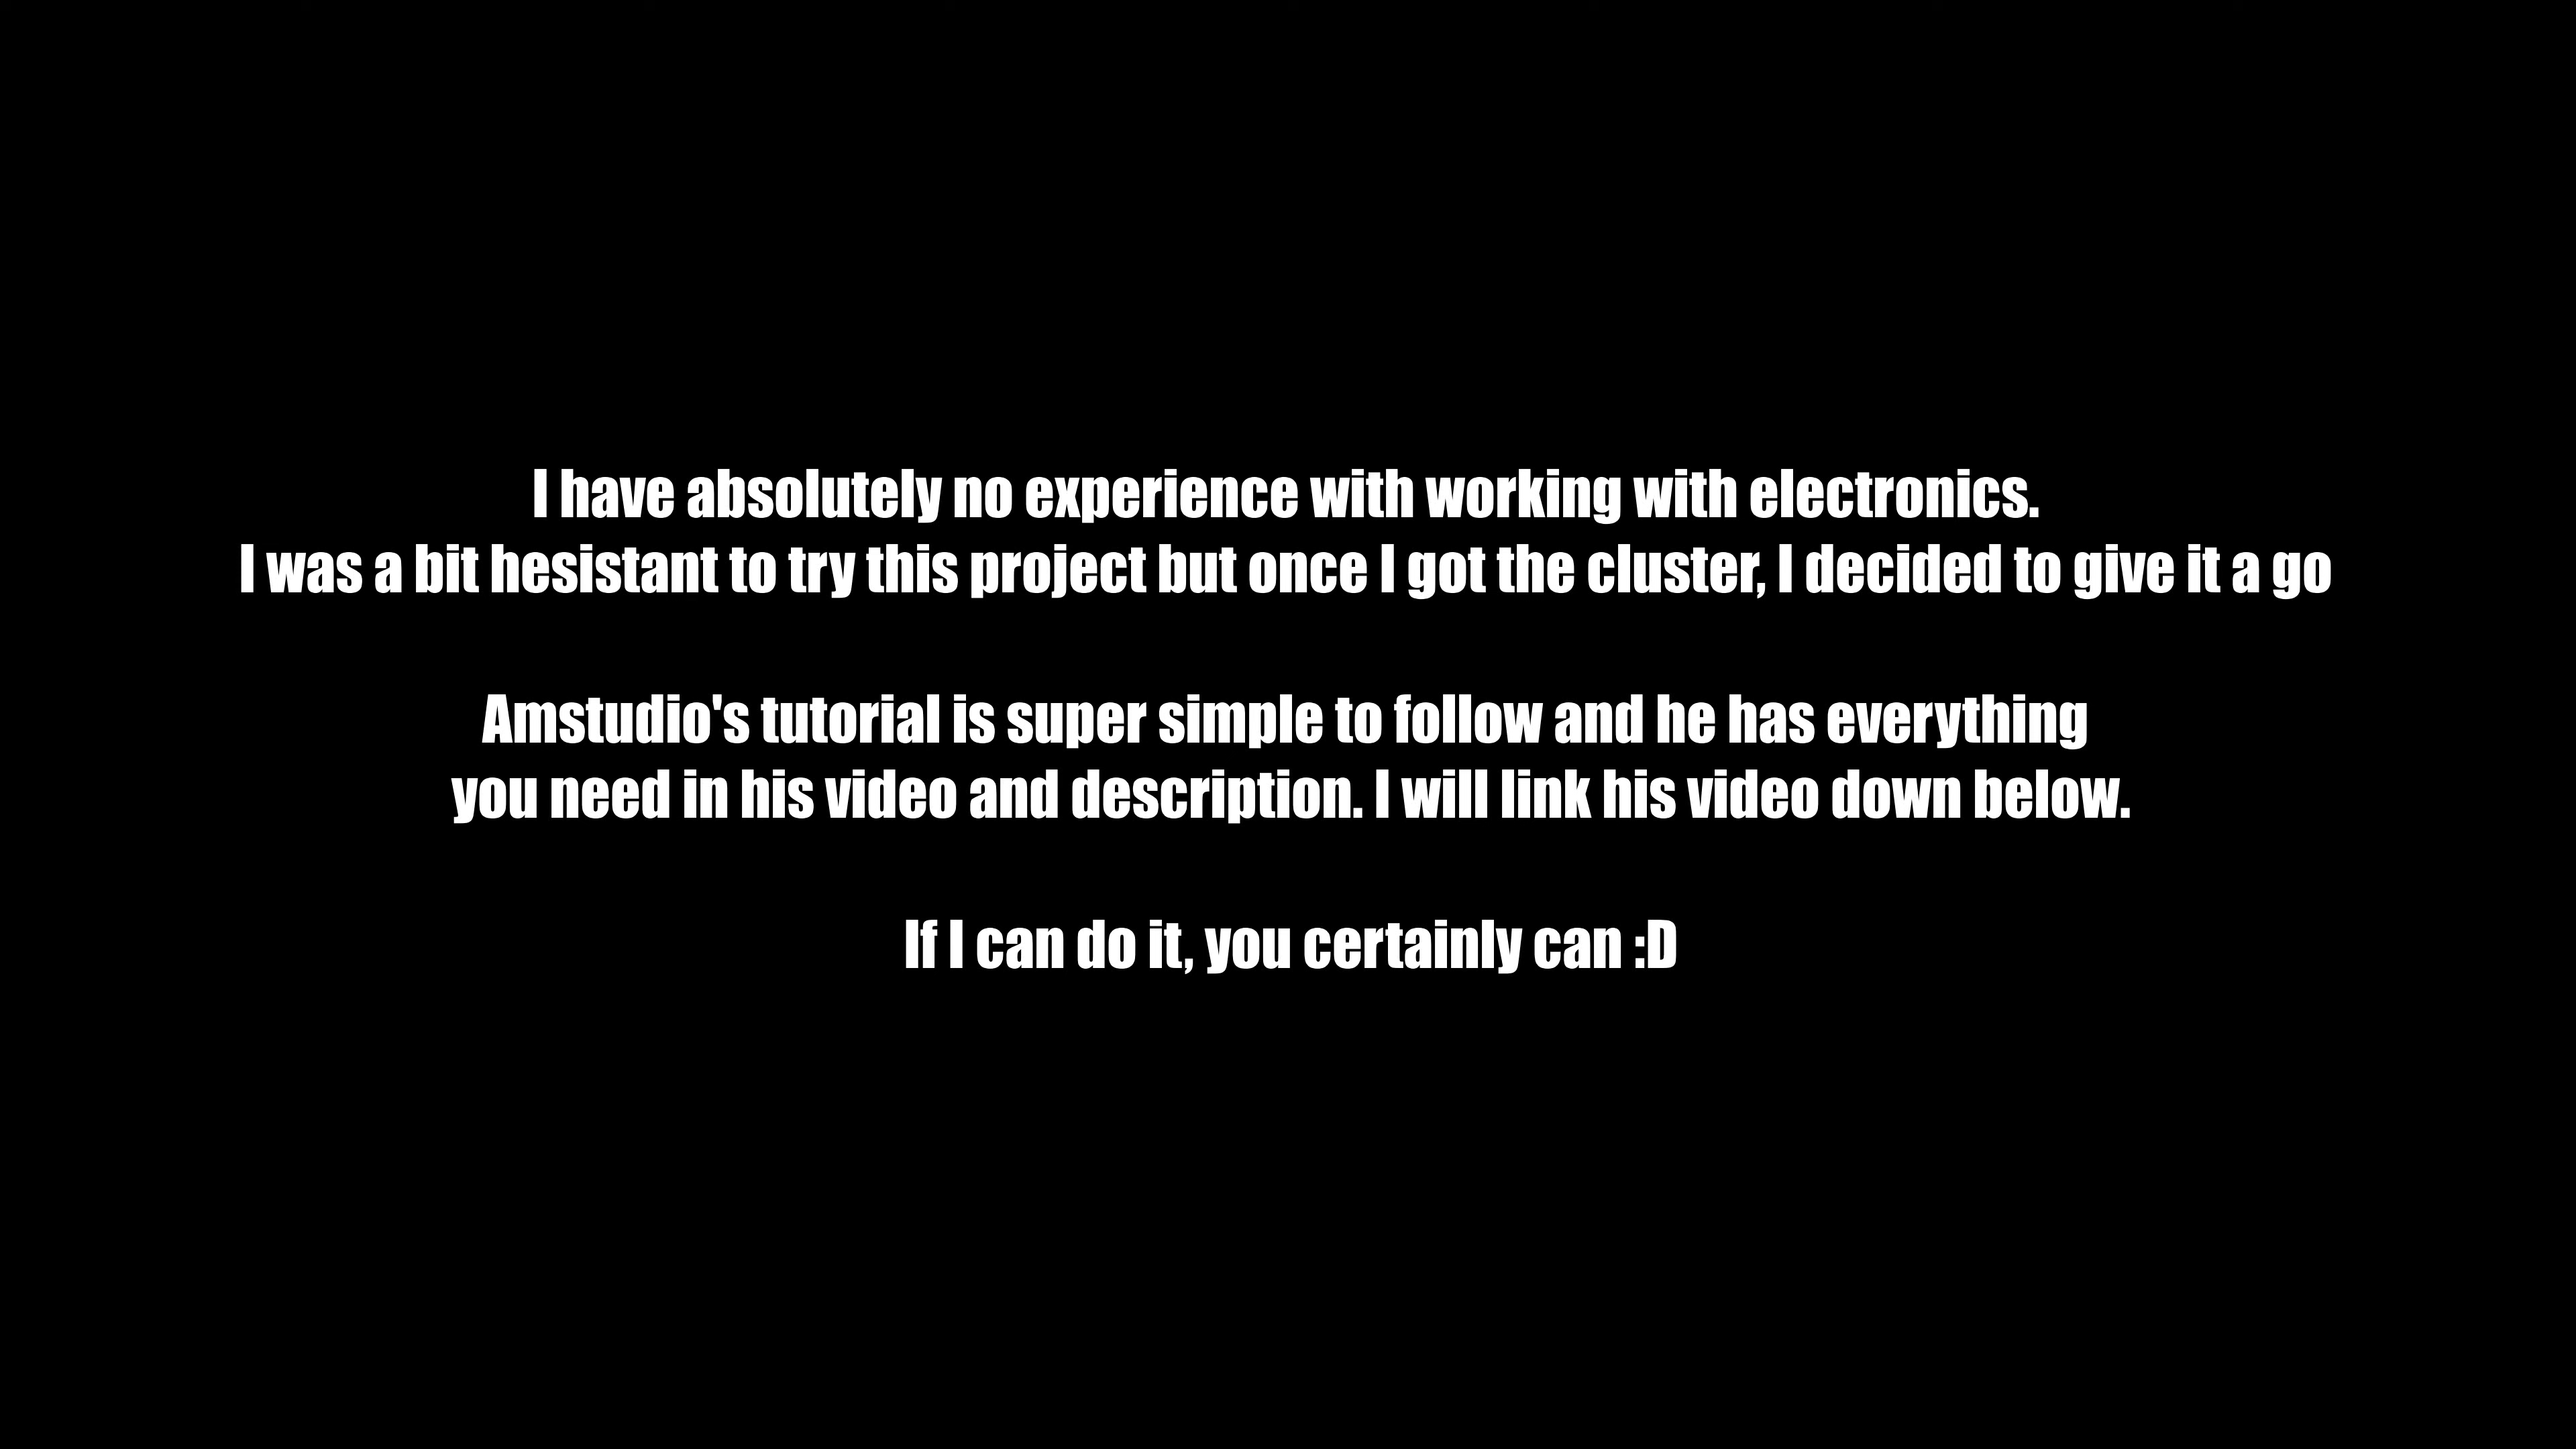 I have absolutely no experience with working with electronics.
I was a bit hesistant to try this project but once I got the cluster, I decided to give it a go
Amstudio's tutorial is super simple to follow and he has everything
you need in his video and description. I will link his video down below.
If I can do it, you certainly can :D